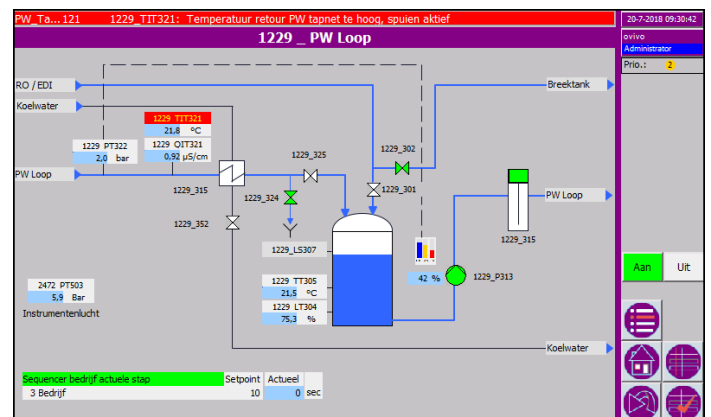 PW_Ta...121 1229_TIT321: Temperatuur retour PW tapnet te hoog, spuien aktief
20-7-2018 09:30:42
1229 _ PW Loop
ovivo
Administrator
Prio.: 2
RO / EDI
Breektank
Koelwater
1229 TIT321
21,8 °C
1229 PT322
2,0 bar
1229 QIT321
0,92 µS/cm
1229_302
1229_325
PW Loop
1229_315
1229_324
1229_301
PW Loop
1229_352
1229_315
1229_LS307
Aan Uit
1229 TT305
21,5 °C
42 %
1229_P313
2472 PT503
5,9 Bar
1229 LT304
75,3 %
Instrumentenlucht
Koelwater
Sequencer bedrijf actuele stap Setpoint Actueel
3 Bedrijf 10 0 sec